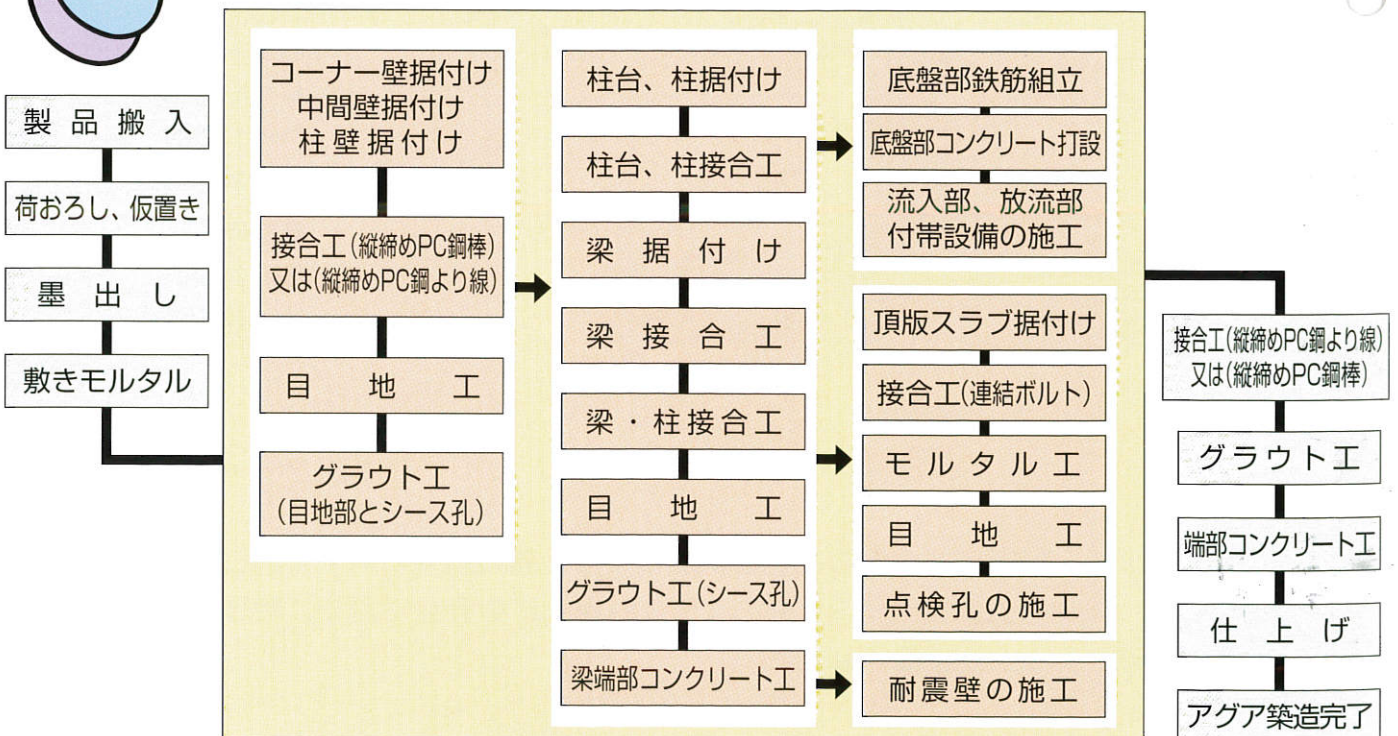 製品搬入
荷おろし、仮置き
墨出し
敷きモルタル
コーナー壁据付け
中間壁据付け
柱壁据付け
接合工(縦締めPC鋼棒)
又は(縦締めPC鋼より線)
目地工
グラウト工
(目地部とシース孔)
柱台、柱据付け
柱台、柱接合工
梁据付け
梁接合工
梁・柱接合工
目地工
グラウト工(シース孔)
梁端部コンクリート工
底盤部鉄筋組立
底盤部コンクリート打設
流入部、放流部
付帯設備の施工
頂版スラブ据付け
接合工(連結ボルト)
モルタル工
目地工
点検孔の施工
耐震壁の施工
接合工(縦締めPC鋼より線)
又は(縦締めPC鋼棒)
グラウト工
端部コンクリート工
仕上げ
アグア築造完了